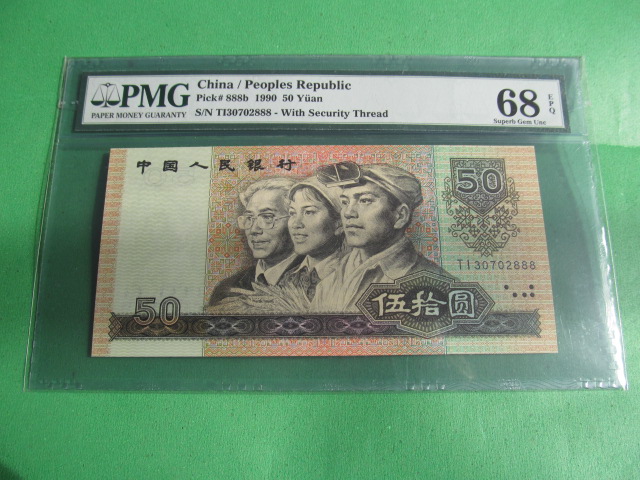 PMG
PAPER MONEY GUARANTY
China / Peoples Republic
Pick# 888b 1990 50 Yüan
S/N TI30702888 - With Security Thread
68 EPQ
Superb Gem Unc
中国人民银行
50
TI30702888
50
伍拾圆